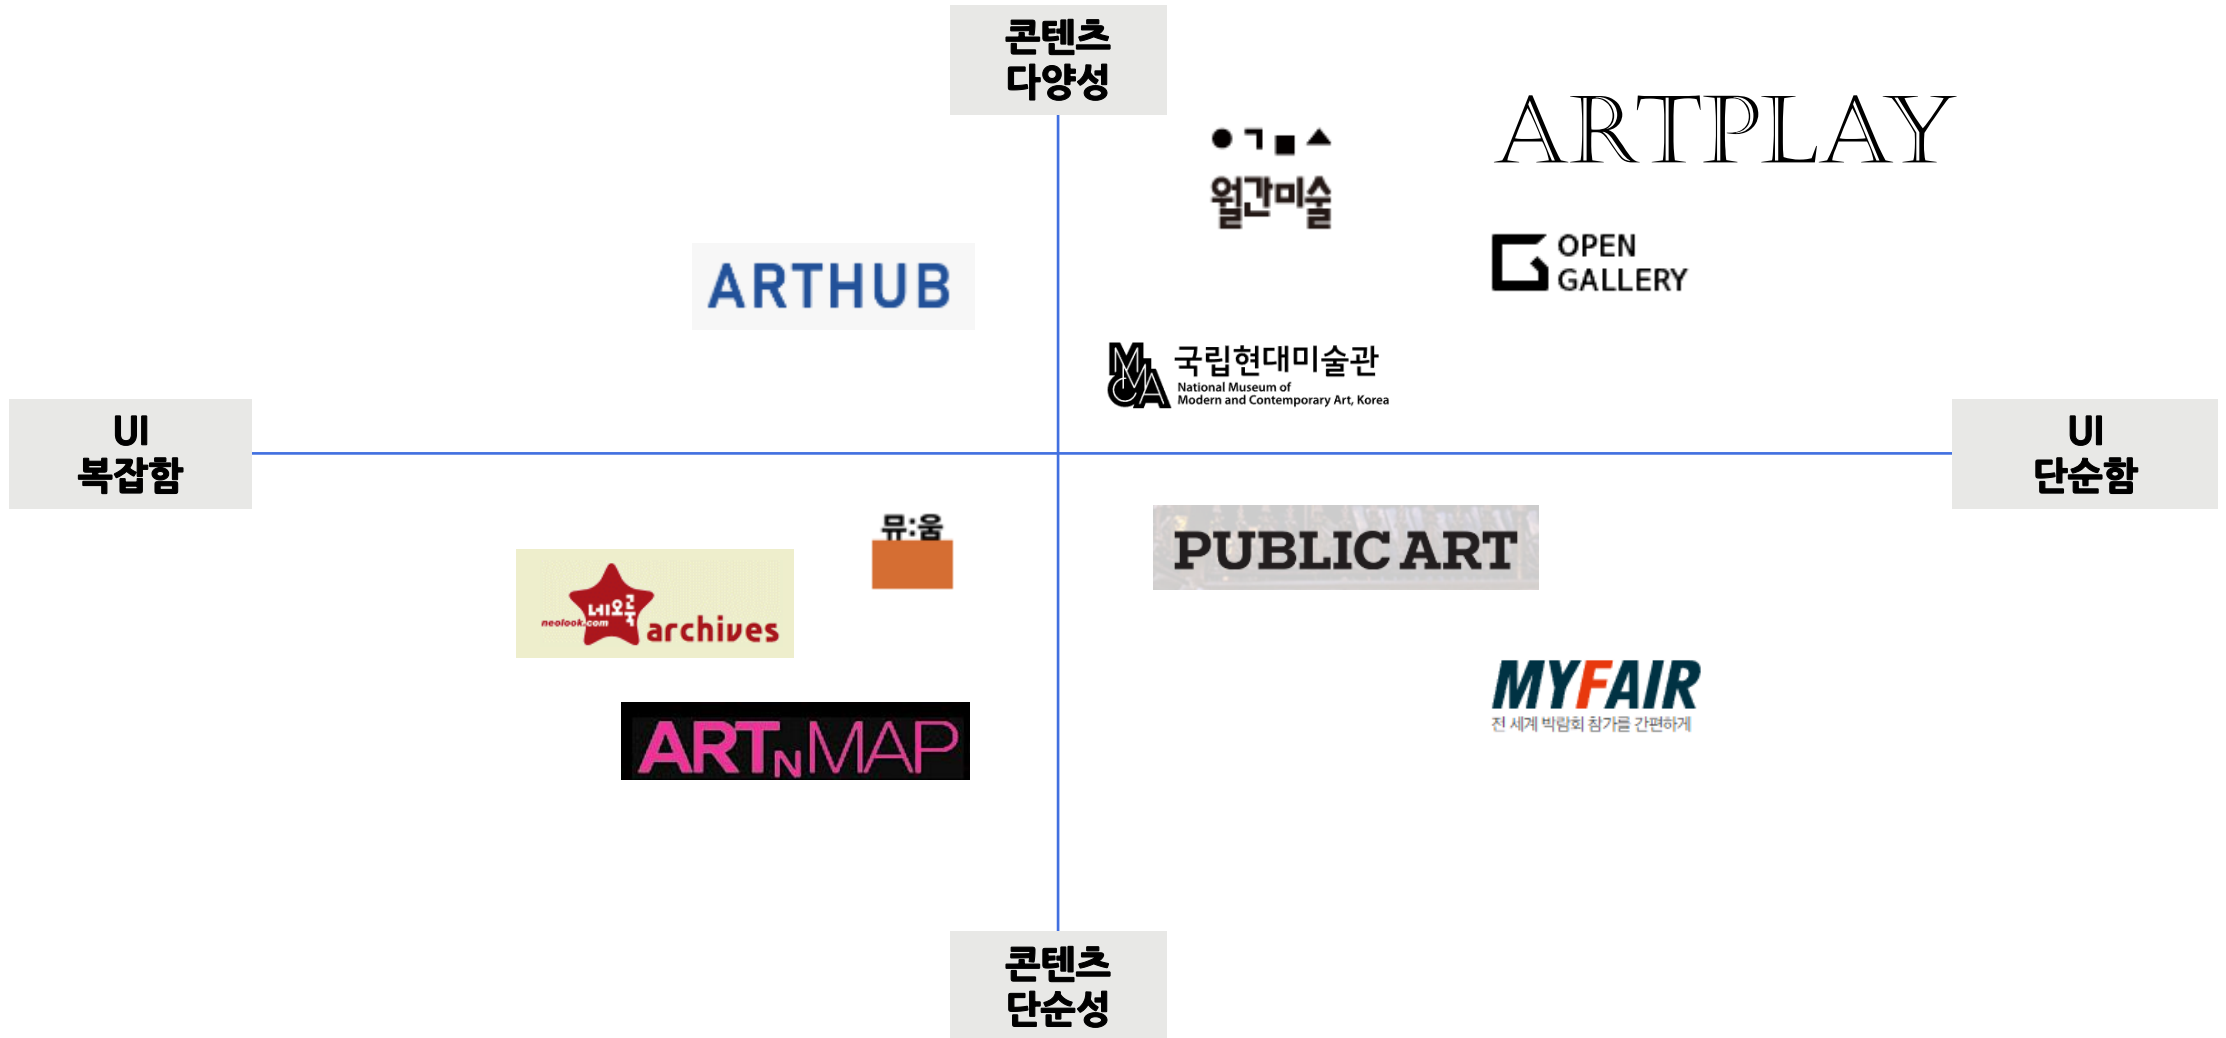 콘텐츠
다양성
ARTPLAY
월간미술
OPEN
GALLERY
ARTHUB
국립현대미술관
National Museum of
Modern and Contemporary Art, Korea
MMCA
UI
복잡함
UI
단순함
뮤:움
PUBLIC ART
네오룩
neolook.com
archives
MYFAIR
전 세계 박람회 참가를 간편하게
ARTNMAP
콘텐츠
단순성